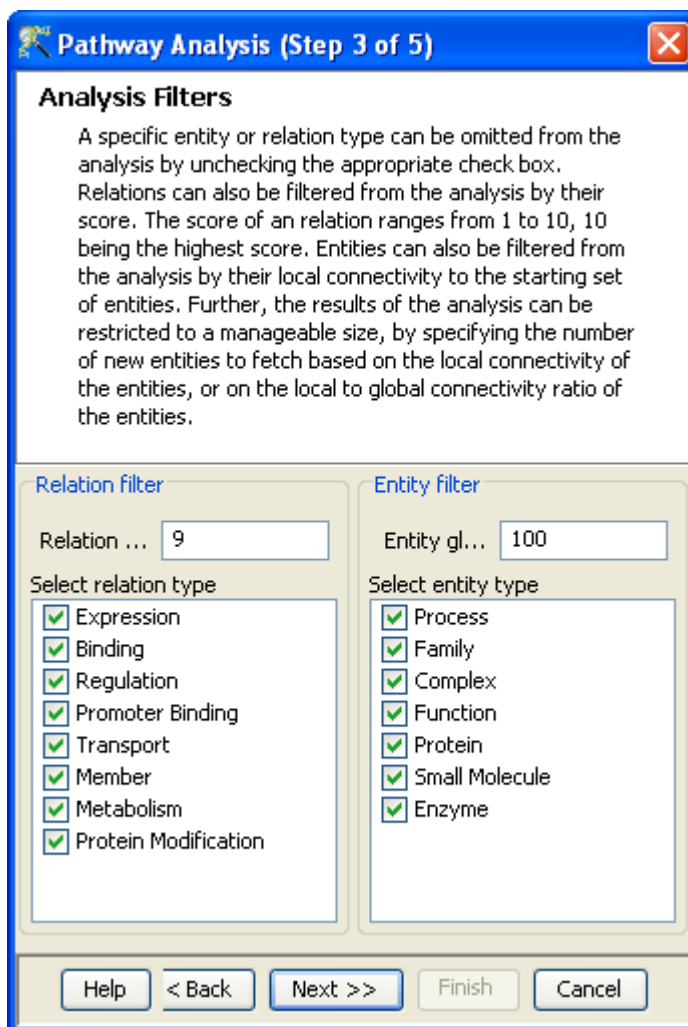 Pathway Analysis (Step 3 of 5)
Analysis Filters
A specific entity or relation type can be omitted from the
analysis by unchecking the appropriate check box.
Relations can also be filtered from the analysis by their
score. The score of an relation ranges from 1 to 10, 10
being the highest score. Entities can also be filtered from
the analysis by their local connectivity to the starting set
of entities. Further, the results of the analysis can be
restricted to a manageable size, by specifying the number
of new entities to fetch based on the local connectivity of
the entities, or on the local to global connectivity ratio of
the entities.
Relation filter
Relation ... 9
Select relation type
Expression
Binding
Regulation
Promoter Binding
Transport
Member
Metabolism
Protein Modification
Entity filter
Entity gl... 100
Select entity type
Process
Family
Complex
Function
Protein
Small Molecule
Enzyme
Help < Back Next >> Finish Cancel